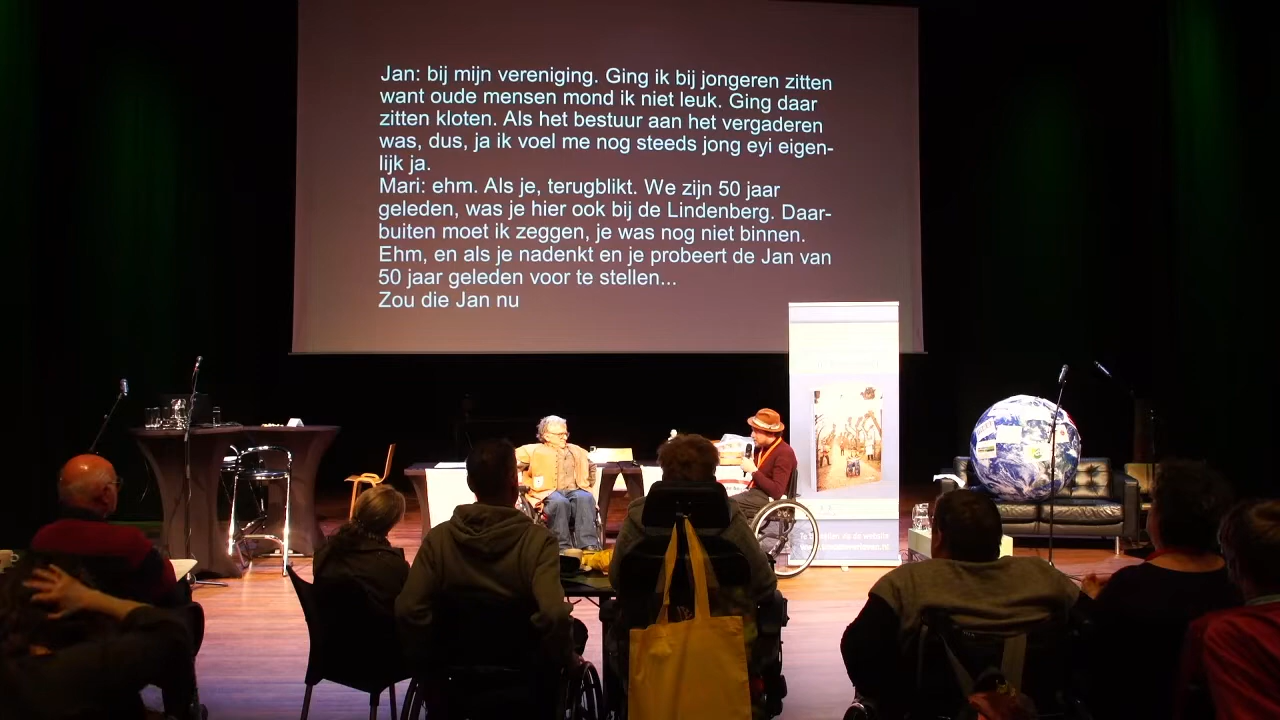 Jan: bij mijn vereniging. Ging ik bij jongeren zitten
want oude mensen mond ik niet leuk. Ging daar
zitten kloten. Als het bestuur aan het vergaderen
was, dus, ja ik voel me nog steeds jong eyi eigen-
lijk ja.
Mari: ehm. Als je, terugblikt. We zijn 50 jaar
geleden, was je hier ook bij de Lindenberg. Daar-
buiten moet ik zeggen, je was nog niet binnen.
Ehm, en als je nadenkt en je probeert de Jan van
50 jaar geleden voor te stellen...
Zou die Jan nu
via de website